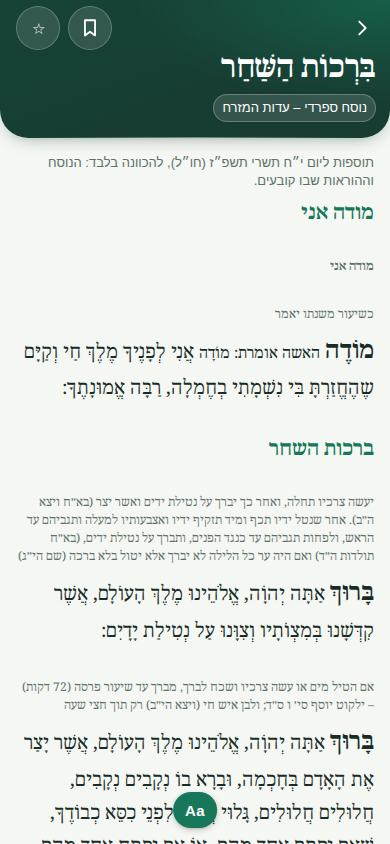 בִּרְכוֹת הַשַּׁחַר
נוסח ספרדי – עדות המזרח
תוספות ליום י״ח תשרי תשפ״ז (חו״ל), להכוונה בלבד: הנוסח
וההוראות שבו קובעים.
מודה אני
מודה אני
כשיעור משנתו יאמר
מוֹדֶה האשה אומרת: מוֹדָה אֲנִי לְפָנֶיךָ מֶלֶךְ חַי וְקַיָּם
שֶׁהֶחֱזַרְתָּ בִּי נִשְׁמָתִי בְחֶמְלָה, רַבָּה אֱמוּנָתֶךָ:
ברכות השחר
יעשה צרכיו תחלה, ואחר כך יברך על נטילת ידים ואשר יצר (בא״ח ויצא
ה״ב). אחר שנטל ידיו תכף ומיד תזקיף ידיו ואצבעותיו למעלה ותגביהם עד
הראש, ולפחות תגביהם עד כנגד הפנים, ותברך על נטילת ידים, (בא״ח
תולדות ה״ד) ואם היה ער כל הלילה לא יברך אלא יטול בלא ברכה (שם הי״ג)
בָּרוּךְ אַתָּה יְהוָֹה, אֱלֹהֵינוּ מֶלֶךְ הָעוֹלָם, אֲשֶׁר
קִדְּשָׁנוּ בְּמִצְוֹתָיו וְצִוָּנוּ עַל נְטִילַת יָדָיִם:
אם הטיל מים או עשה צרכיו ושכח לברך, מברך עד שיעור פרסה (72 דקות)
– ילקוט יוסף סי׳ ו ס״ד; ולבן איש חי (ויצא הי״ב) רק תוך חצי שעה
בָּרוּךְ אַתָּה יְהוָֹה, אֱלֹהֵינוּ מֶלֶךְ הָעוֹלָם, אֲשֶׁר יָצַר
אֶת הָאָדָם בְּחָכְמָה, וּבָרָא בוֹ נְקָבִים נְקָבִים,
חֲלוּלִים חֲלוּלִים, גָּלוּי לִפְנֵי כִסֵּא כְבוֹדֶךָ,
Aa